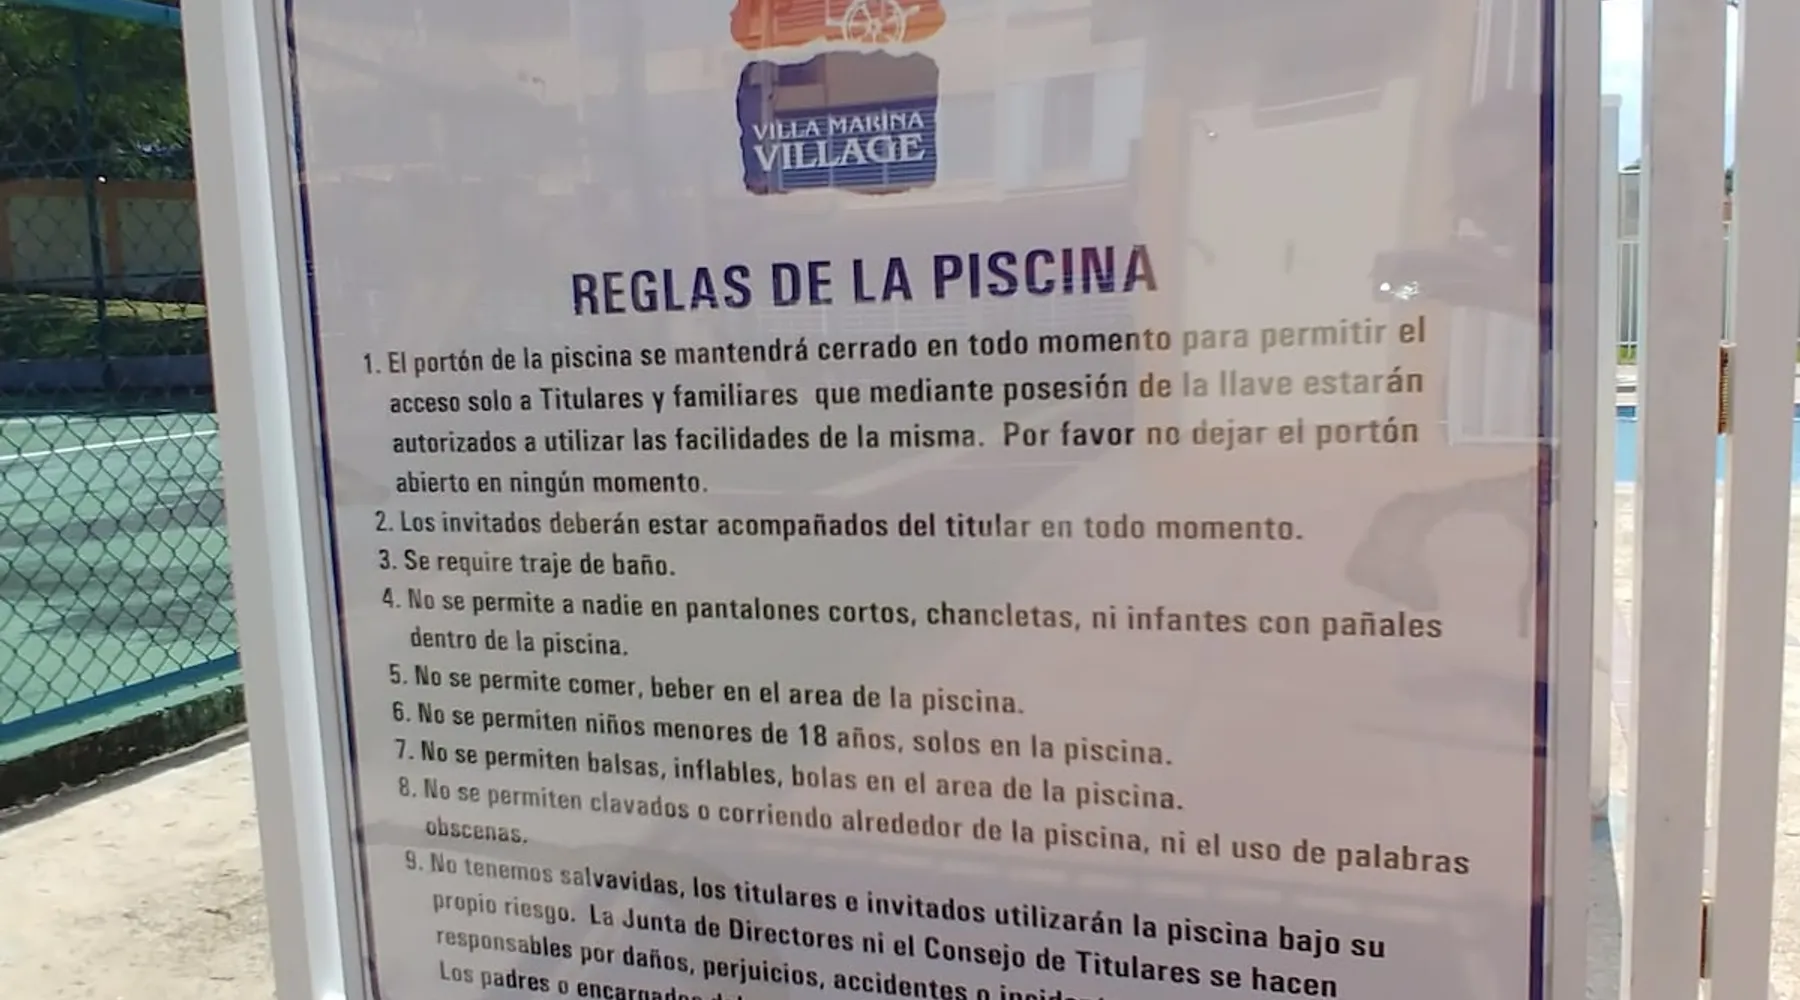 VILLA MARINA
VILLAGE
REGLAS DE LA PISCINA
1. El portón de la piscina se mantendrá cerrado en todo momento para permitir el
acceso solo a Titulares y familiares que mediante posesión de la llave estarán
autorizados a utilizar las facilidades de la misma. Por favor no dejar el portón
abierto en ningún momento.
2. Los invitados deberán estar acompañados del titular en todo momento.
3. Se require traje de baño.
4. No se permite a nadie en pantalones cortos, chancletas, ni infantes con pañales
dentro de la piscina.
5. No se permite comer, beber en el area de la piscina.
6. No se permiten niños menores de 18 años, solos en la piscina.
7. No se permiten balsas, inflables, bolas en el area de la piscina.
8. No se permiten clavados o corriendo alrededor de la piscina, ni el uso de palabras
obscenas.
9. No tenemos salvavidas, los titulares e invitados utilizarán la piscina bajo su
propio riesgo. La Junta de Directores ni el Consejo de Titulares se hacen
responsables por daños, perjuicios, accidentes o
Los padres o